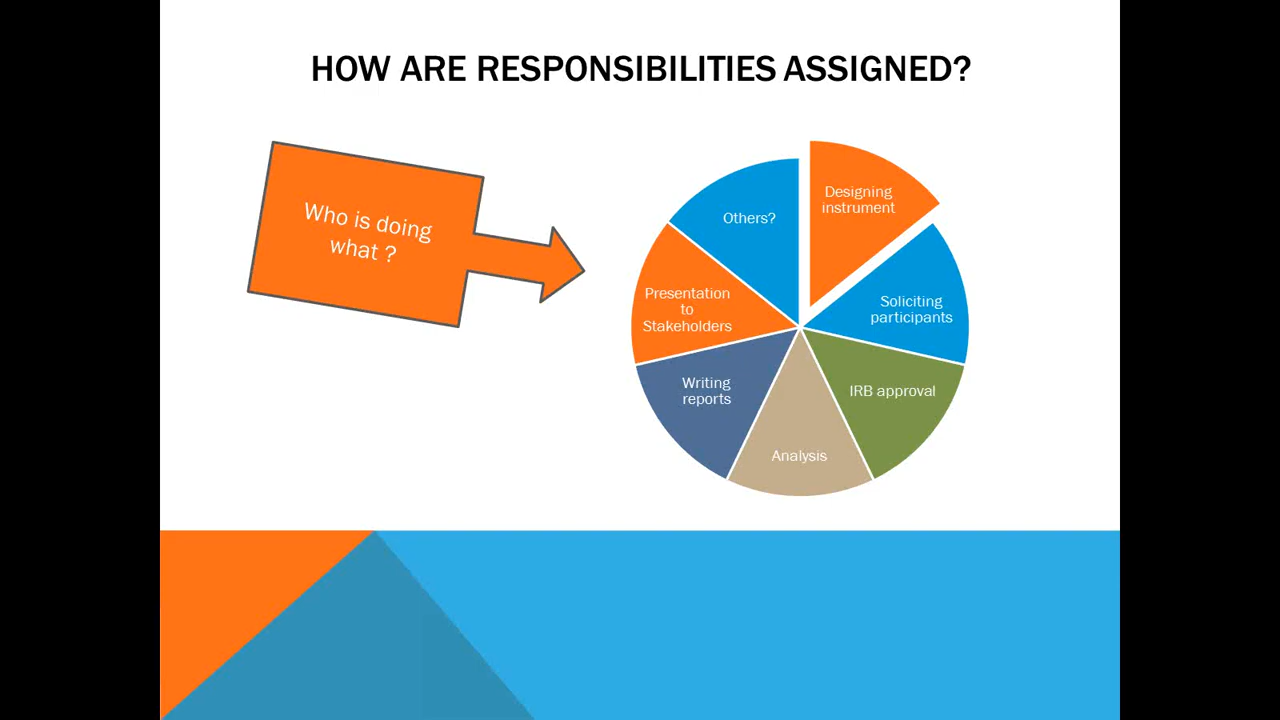 HOW ARE RESPONSIBILITIES ASSIGNED?
Who is doing
what ?
Designing
instrument
Soliciting
participants
IRB approval
Analysis
Writing
reports
Presentation
to
Stakeholders
Others?